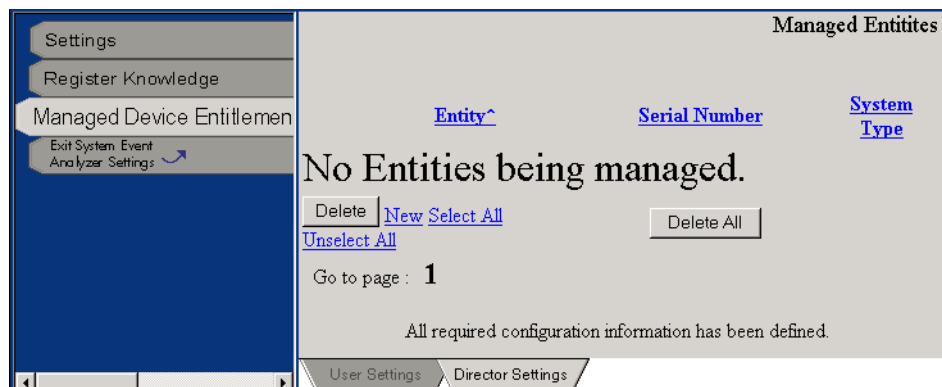 Settings
Register Knowledge
Managed Device Entitlemen
Exit System Event
Analyzer Settings
Managed Entitites
Entity^
Serial Number
System
Type
No Entities being managed.
Delete New Select All
Delete All
Unselect All
Go to page : 1
All required configuration information has been defined.
User Settings
Director Settings